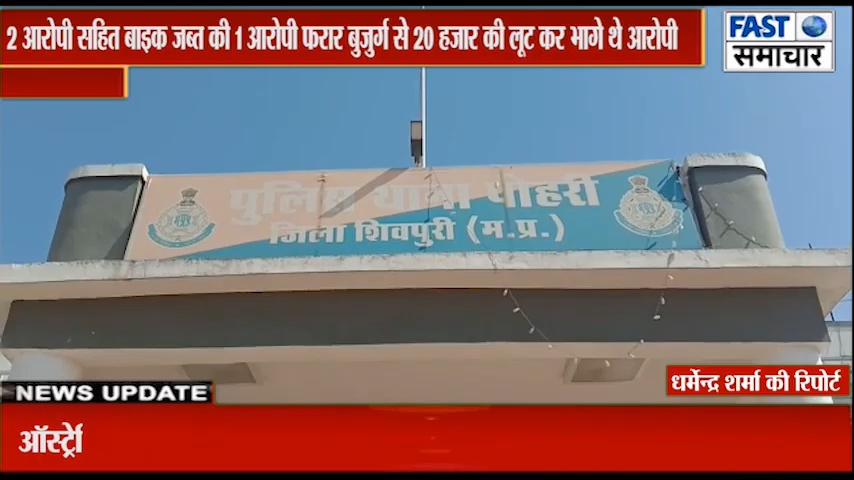 2 आरोपी सहित बाइक जब्त की 1 आरोपी फरार बुजुर्ग से 20 हजार की लूट कर भागे थे आरोपी
FAST
समाचार
पुलिस थाना पोहरी
जिला शिवपुरी (म.प्र.)
धर्मेन्द्र शर्मा की रिपोर्ट
NEWS UPDATE
ऑस्ट्रे